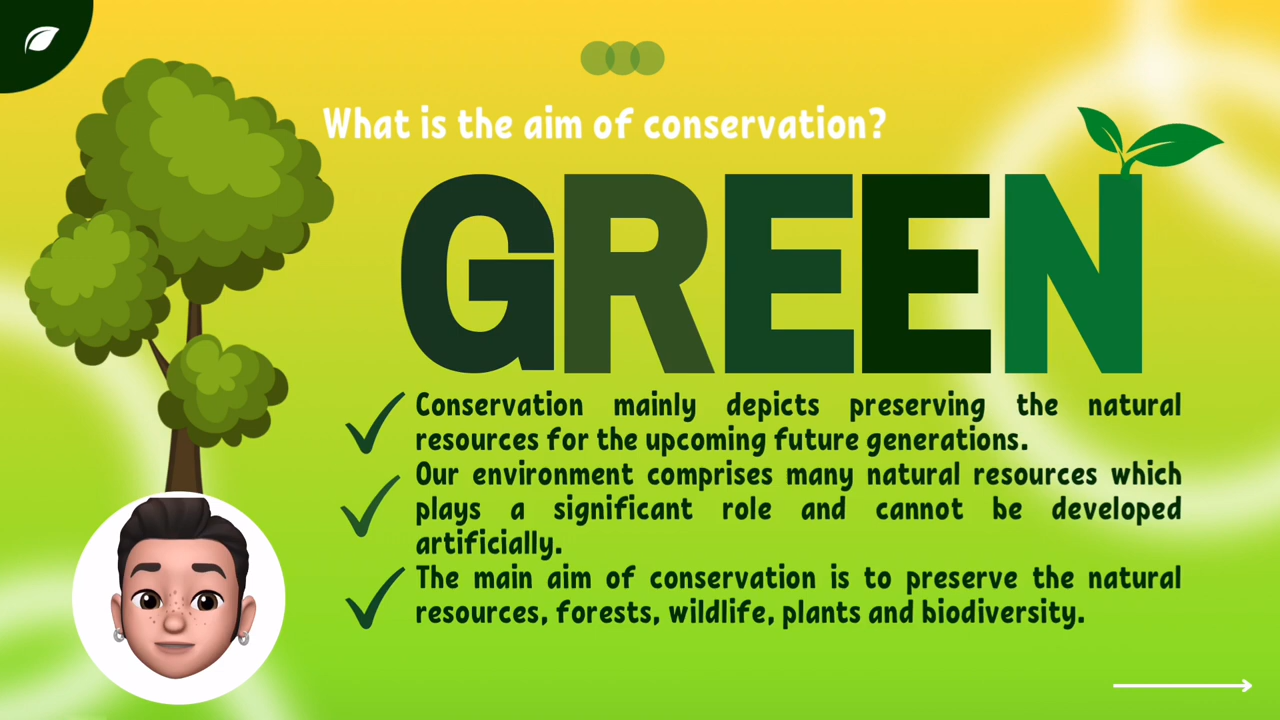 What is the aim of conservation?
GREEN
Conservation mainly depicts preserving the natural
resources for the upcoming future generations.
Our environment comprises many natural resources which
plays a significant role and cannot be developed
artificially.
The main aim of conservation is to preserve the natural
resources, forests, wildlife, plants and biodiversity.